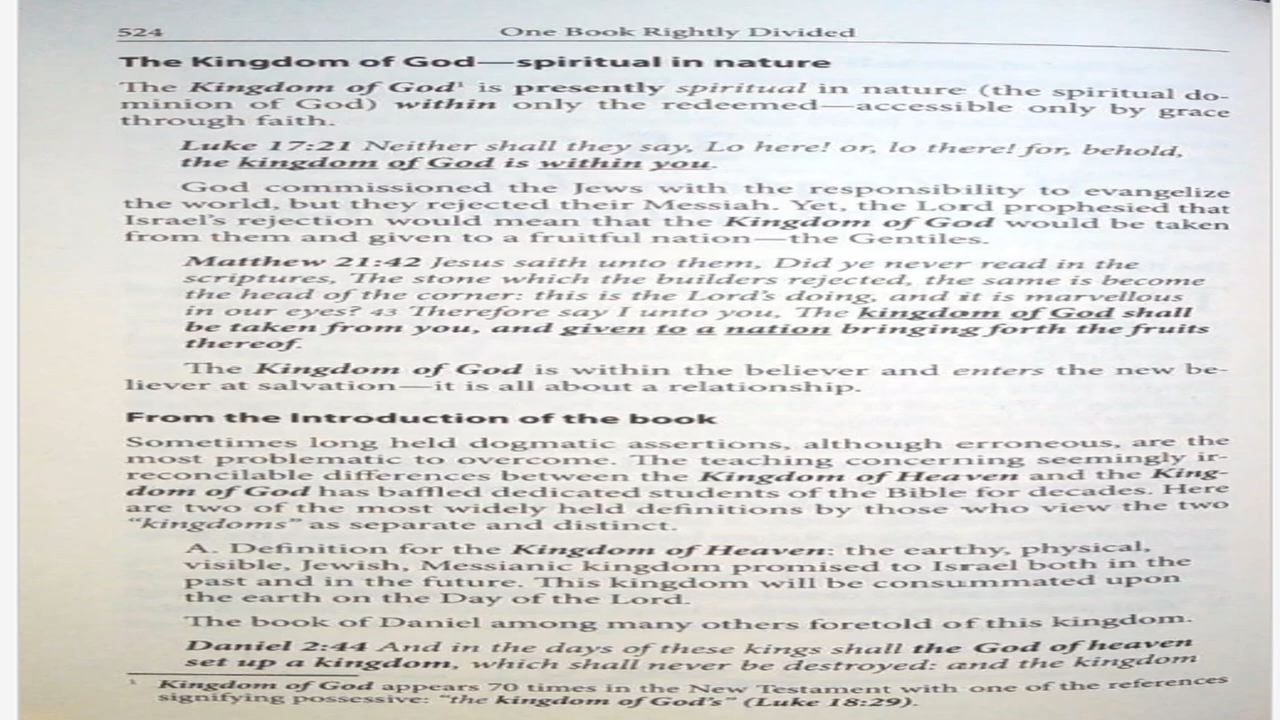 524 One Book Rightly Divided
The Kingdom of God—spiritual in nature
The Kingdom of God¹ is presently spiritual in nature (the spiritual do-
minion of God) within only the redeemed—accessible only by grace
through faith.
Luke 17:21 Neither shall they say, Lo here! or, lo there! for, behold,
the kingdom of God is within you.
God commissioned the Jews with the responsibility to evangelize
the world, but they rejected their Messiah. Yet, the Lord prophesied that
Israel's rejection would mean that the Kingdom of God would be taken
from them and given to a fruitful nation—the Gentiles.
Matthew 21:42 Jesus saith unto them, Did ye never read in the
scriptures, The stone which the builders rejected, the same is become
the head of the corner: this is the Lord's doing, and it is marvellous
in our eyes? 43 Therefore say I unto you, The kingdom of God shall
be taken from you, and given to a nation bringing forth the fruits
thereof.
The Kingdom of God is within the believer and enters the new be-
liever at salvation—it is all about a relationship.
From the Introduction of the book
Sometimes long held dogmatic assertions, although erroneous, are the
most problematic to overcome. The teaching concerning seemingly ir-
reconcilable differences between the Kingdom of Heaven and the King-
dom of God has baffled dedicated students of the Bible for decades. Here
are two of the most widely held definitions by those who view the two
"kingdoms" as separate and distinct.
A. Definition for the Kingdom of Heaven: the earthy, physical,
visible, Jewish, Messianic kingdom promised to Israel both in the
past and in the future. This kingdom will be consummated upon
the earth on the Day of the Lord.
The book of Daniel among many others foretold of this kingdom.
Daniel 2:44 And in the days of these kings shall the God of heaven
set up a kingdom, which shall never be destroyed: and the kingdom
¹ Kingdom of God appears 70 times in the New Testament with one of the references
signifying possessive: "the kingdom of God's" (Luke 18:29).